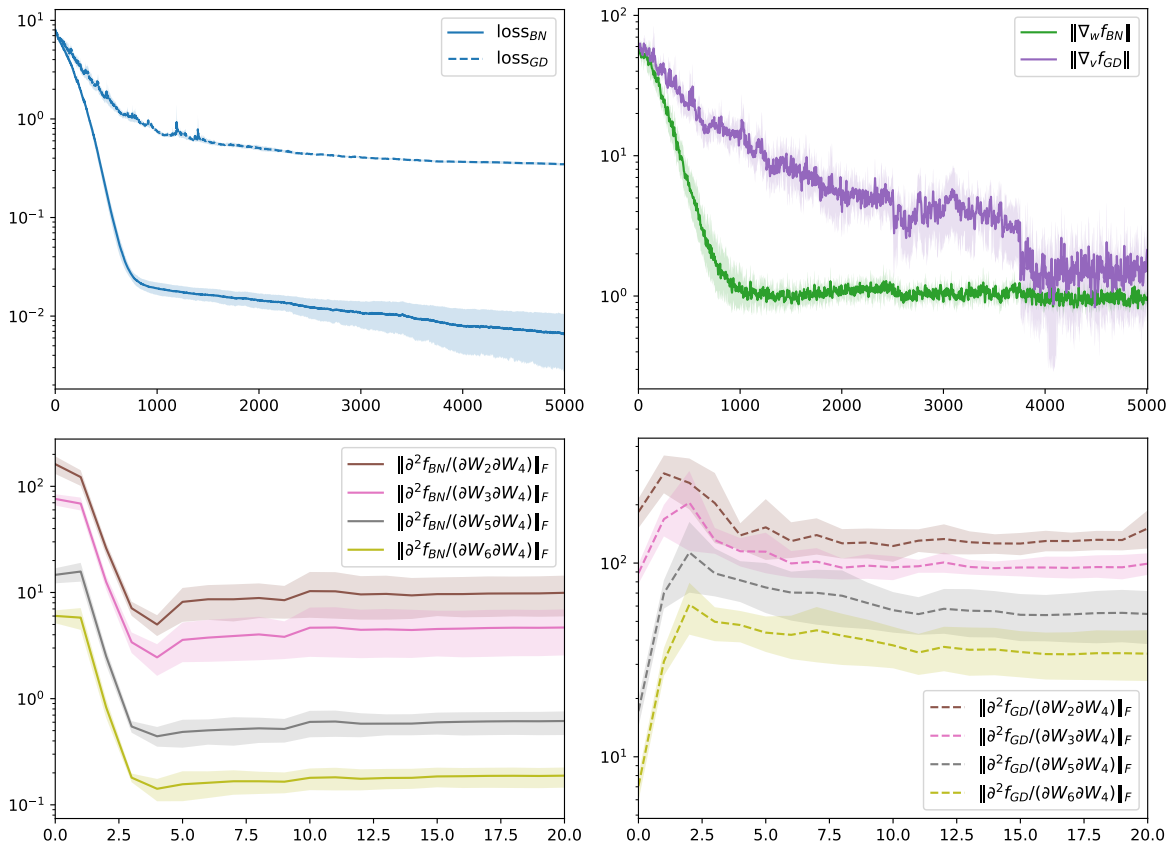 10¹
10⁰
10⁻¹
10⁻²
0 1000 2000 3000 4000 5000
loss_BN
loss_GD
10²
10¹
10⁰
0 1000 2000 3000 4000 5000
‖∇_w f_BN‖
‖∇_v f_GD‖
10²
10¹
10⁰
10⁻¹
0.0 2.5 5.0 7.5 10.0 12.5 15.0 17.5 20.0
‖∂²f_BN/(∂W₂∂W₄)‖_F
‖∂²f_BN/(∂W₃∂W₄)‖_F
‖∂²f_BN/(∂W₅∂W₄)‖_F
‖∂²f_BN/(∂W₆∂W₄)‖_F
10²
10¹
0.0 2.5 5.0 7.5 10.0 12.5 15.0 17.5 20.0
‖∂²f_GD/(∂W₂∂W₄)‖_F
‖∂²f_GD/(∂W₃∂W₄)‖_F
‖∂²f_GD/(∂W₅∂W₄)‖_F
‖∂²f_GD/(∂W₆∂W₄)‖_F